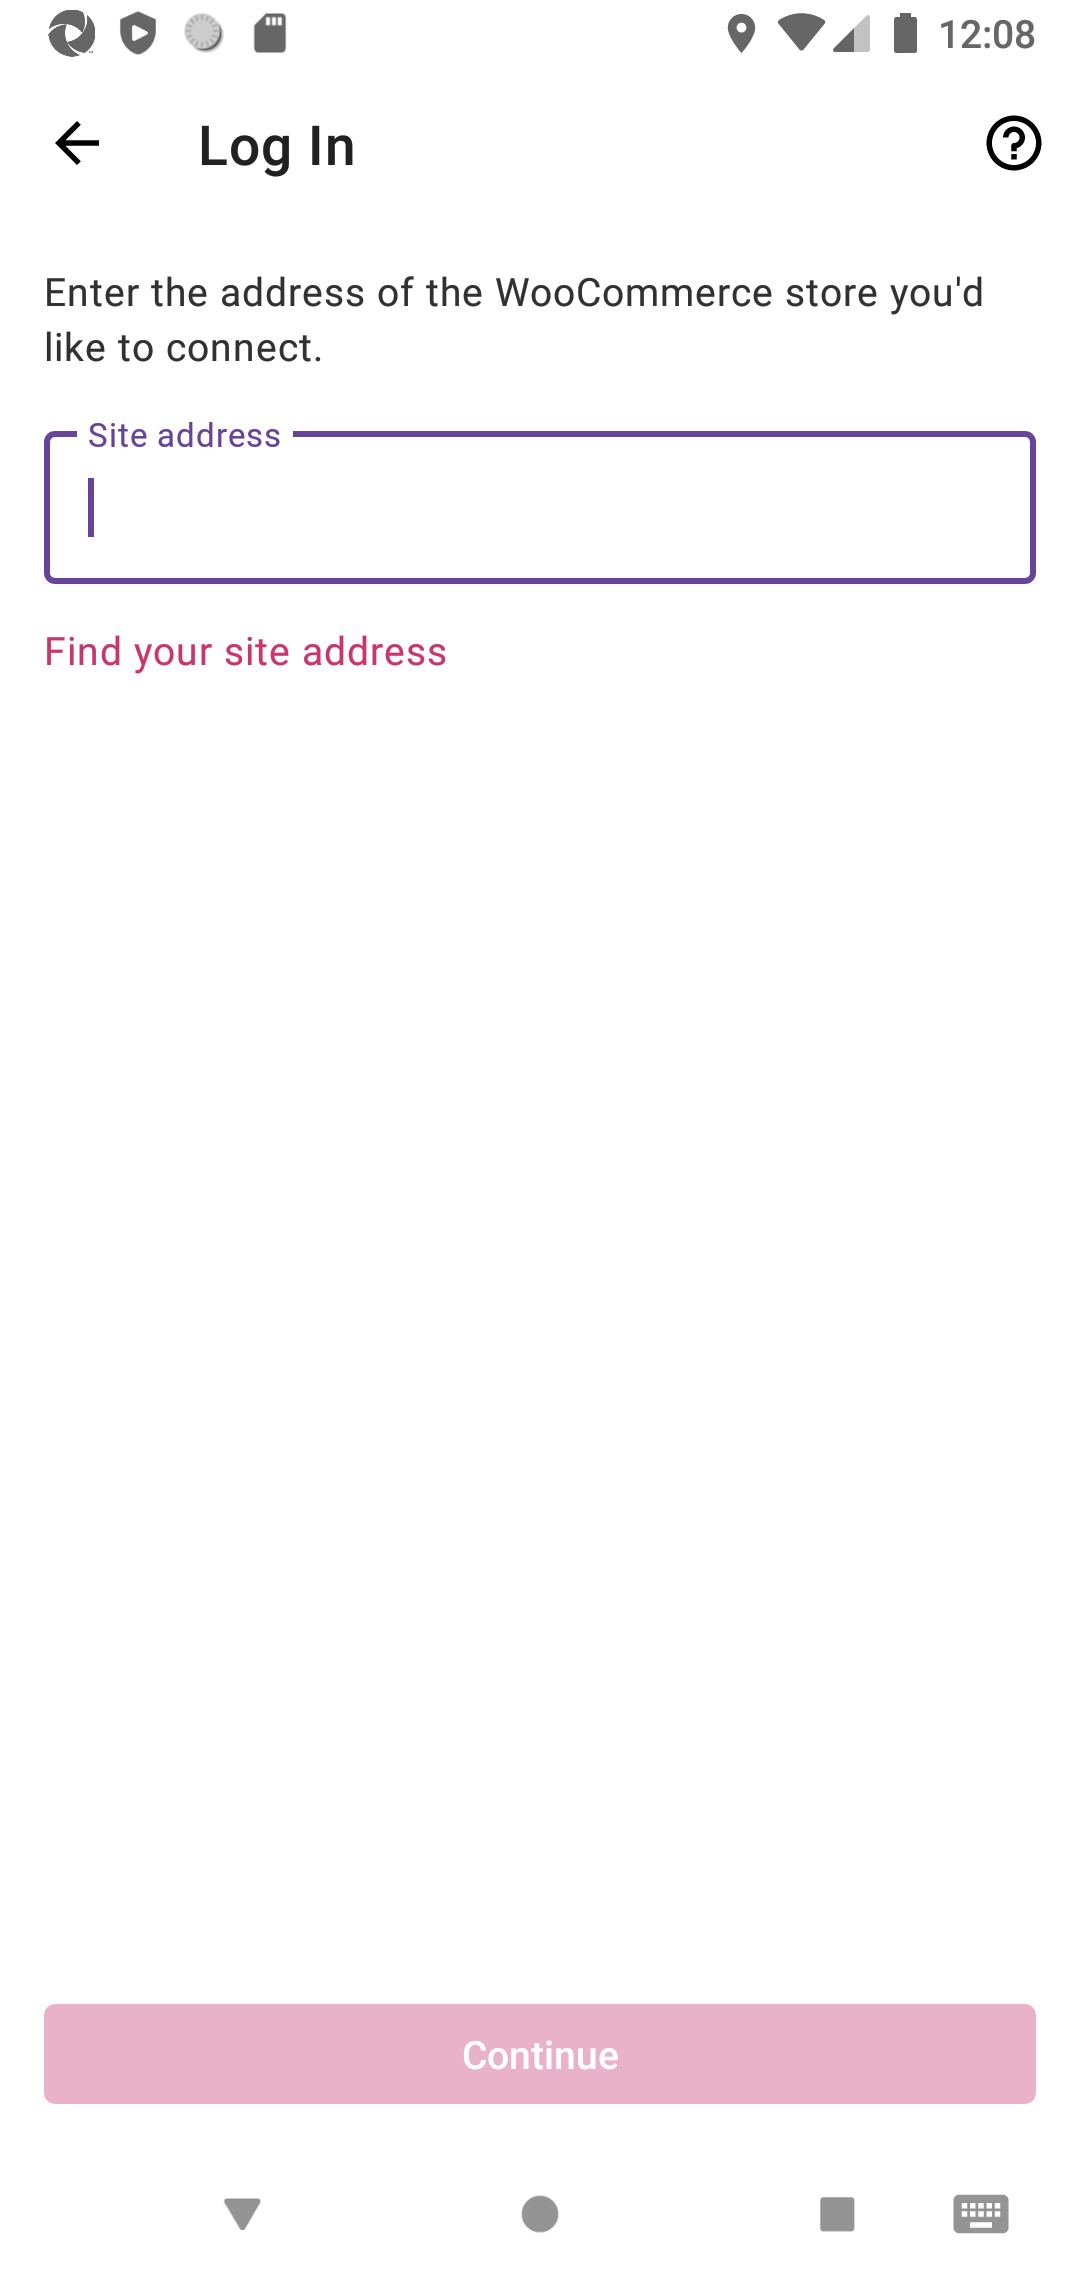 12:08
Log In
Enter the address of the WooCommerce store you'd
like to connect.
Site address
Find your site address
Continue